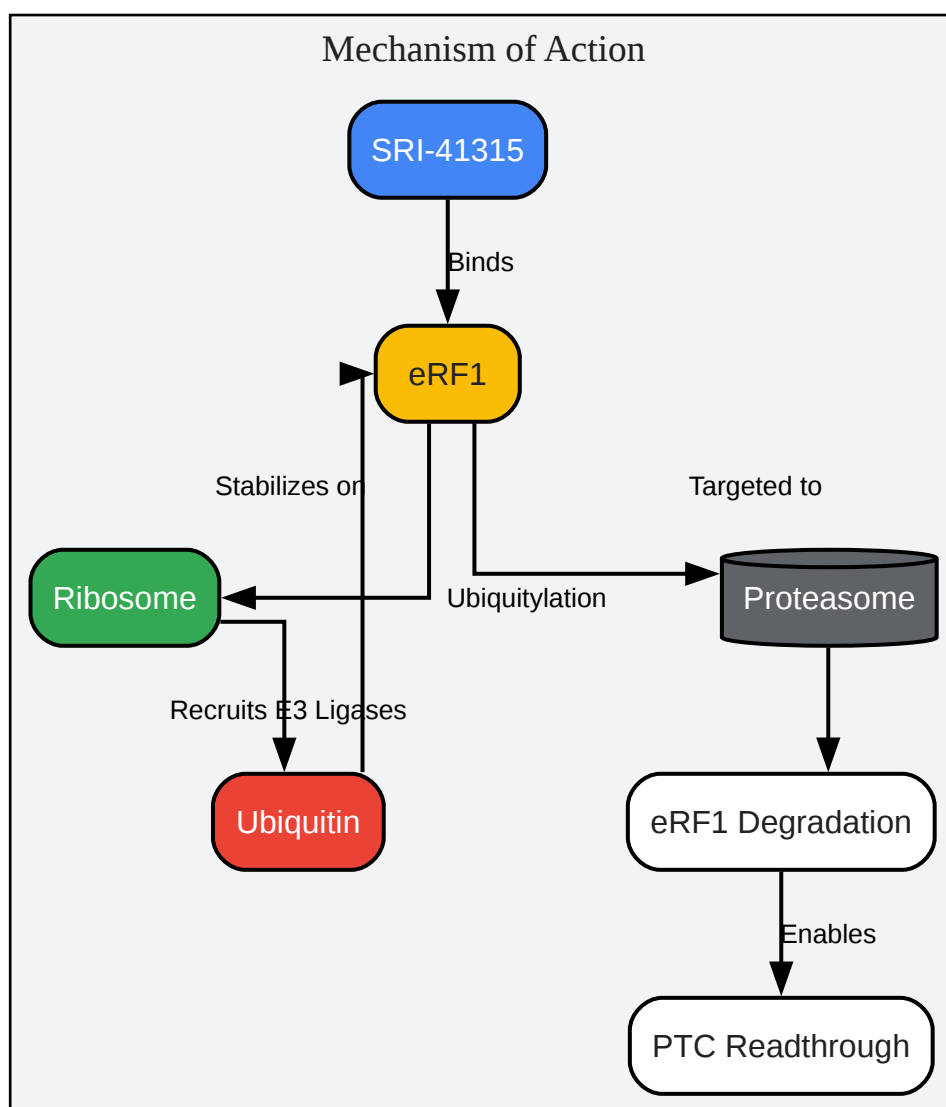 Mechanism of Action
SRI-41315
Binds
eRF1
Stabilizes on
Targeted to
Ribosome
Ubiquitylation
Proteasome
Recruits E3 Ligases
Ubiquitin
eRF1 Degradation
Enables
PTC Readthrough